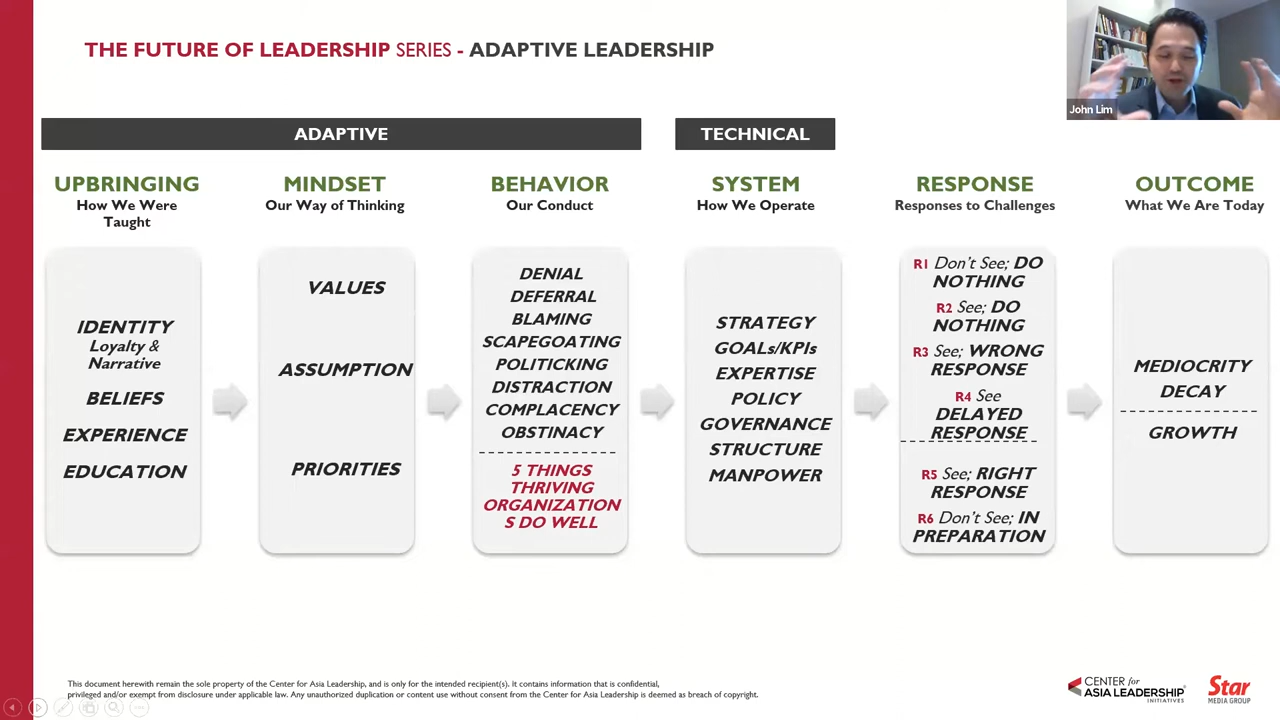 THE FUTURE OF LEADERSHIP SERIES - ADAPTIVE LEADERSHIP
John Lim
ADAPTIVE
TECHNICAL
UPBRINGING
How We Were
Taught
IDENTITY
Loyalty &
Narrative
BELIEFS
EXPERIENCE
EDUCATION
MINDSET
Our Way of Thinking
VALUES
ASSUMPTION
PRIORITIES
BEHAVIOR
Our Conduct
DENIAL
DEFERRAL
BLAMING
SCAPEGOATING
POLITICKING
DISTRACTION
COMPLACENCY
OBSTINACY
5 THINGS
THRIVING
ORGANIZATION
S DO WELL
SYSTEM
How We Operate
STRATEGY
GOALs/KPIs
EXPERTISE
POLICY
GOVERNANCE
STRUCTURE
MANPOWER
RESPONSE
Responses to Challenges
R1 Don't See; DO
NOTHING
R2 See; DO
NOTHING
R3 See; WRONG
RESPONSE
R4 See
DELAYED
RESPONSE
R5 See; RIGHT
RESPONSE
R6 Don't See; IN
PREPARATION
OUTCOME
What We Are Today
MEDIOCRITY
DECAY
GROWTH
This document herewith remain the sole property of the Center for Asia Leadership, and is only for the intended recipient(s). It contains information that is confidential,
privileged and/or exempt from disclosure under applicable law. Any unauthorized duplication or content use without consent from the Center for Asia Leadership is deemed as breach of copyright.
CENTER for
ASIA LEADERSHIP
INITIATIVES
Star
MEDIA GROUP